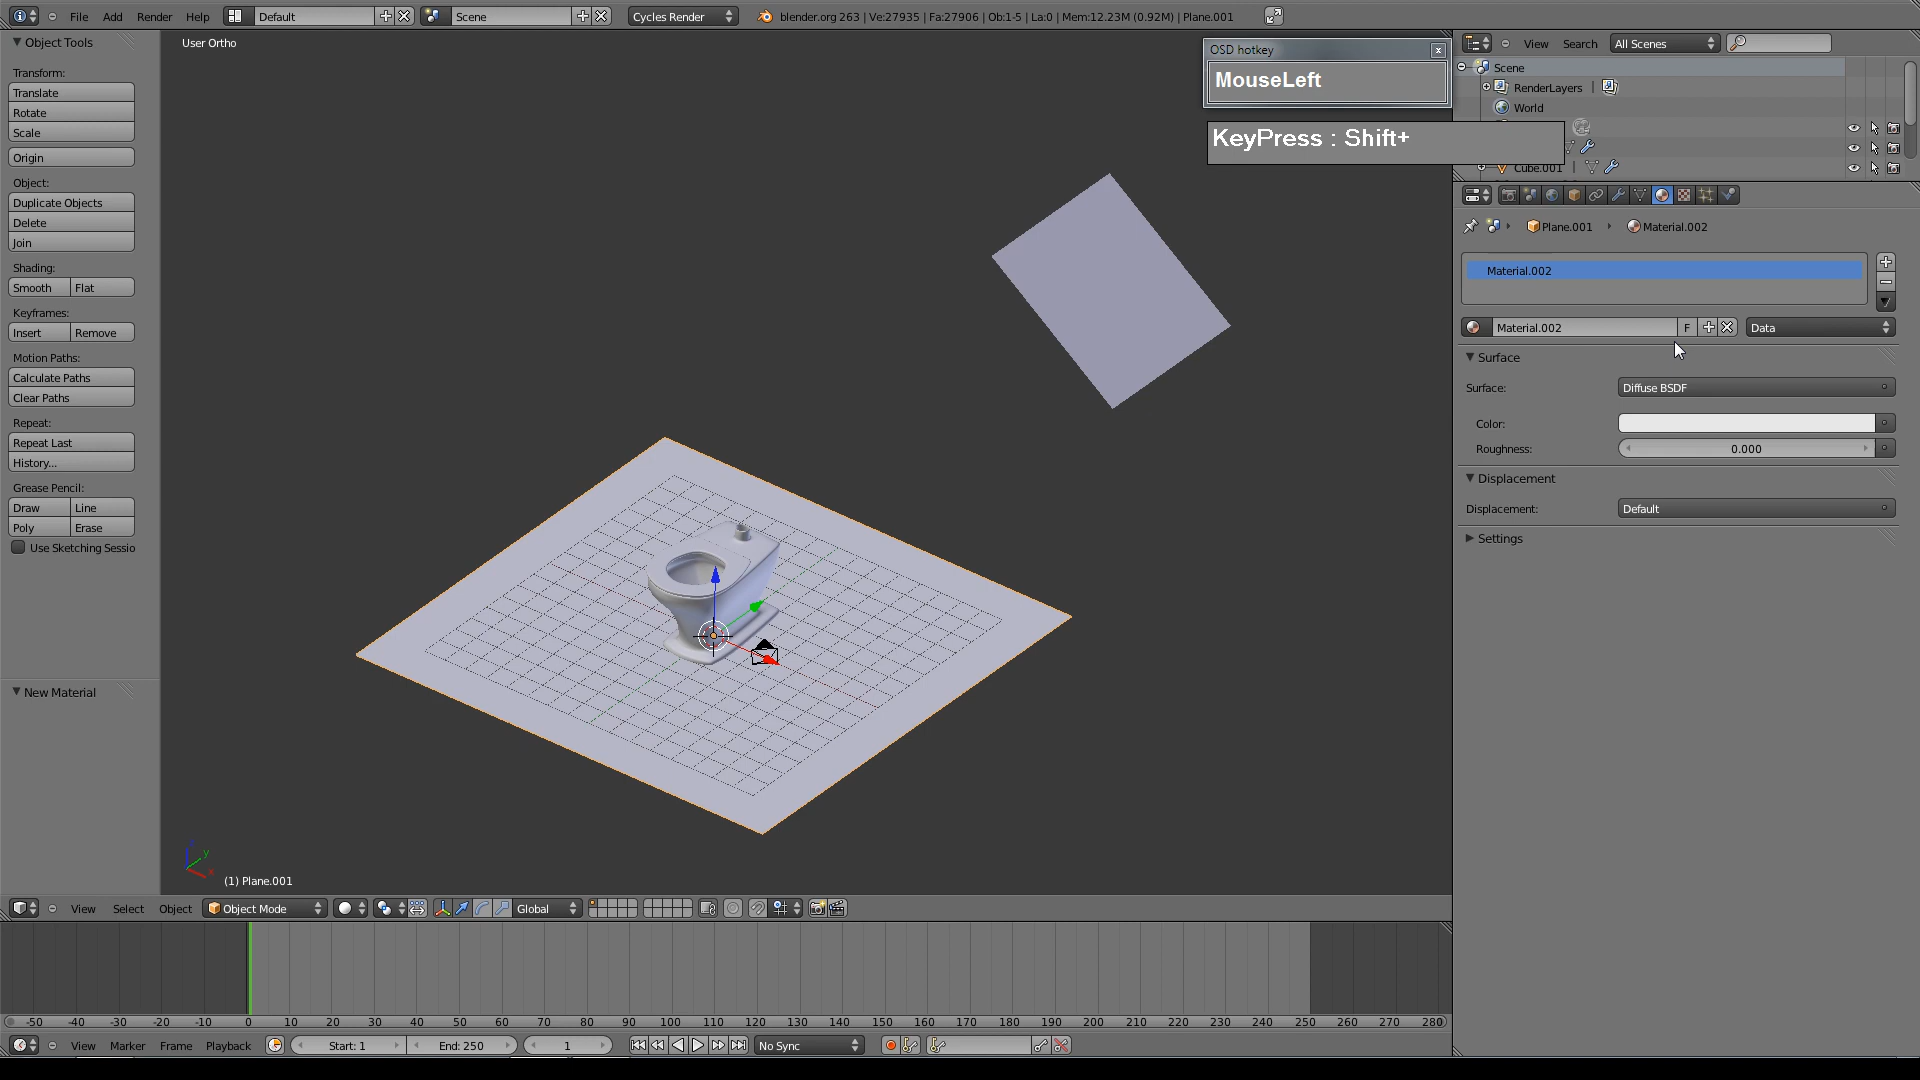 File Add Render Help Default Scene Cycles Render blender.org 263 | Ve:27935 | Fa:27906 | Ob:1-5 | La:0 | Mem:12.23M (0.92M) | Plane.001
Object Tools
Transform:
Translate
Rotate
Scale
Origin
Object:
Duplicate Objects
Delete
Join
Shading:
Smooth Flat
Keyframes:
Insert Remove
Motion Paths:
Calculate Paths
Clear Paths
Repeat:
Repeat Last
History...
Grease Pencil:
Draw Line
Poly Erase
Use Sketching Sessio
New Material
User Ortho
OSD hotkey
MouseLeft
KeyPress : Shift+
y
(1) Plane.001
View Search All Scenes
Scene
RenderLayers |
World
Cube.001 |
Plane.001 Material.002
Material.002
Material.002 F Data
Surface
Surface: Diffuse BSDF
Color:
Roughness: 0.000
Displacement
Displacement: Default
Settings
View Select Object Object Mode Global
-50 -40 -30 -20 -10 0 10 20 30 40 50 60 70 80 90 100 110 120 130 140 150 160 170 180 190 200 210 220 230 240 250 260 270 280
View Marker Frame Playback Start: 1 End: 250 1 No Sync